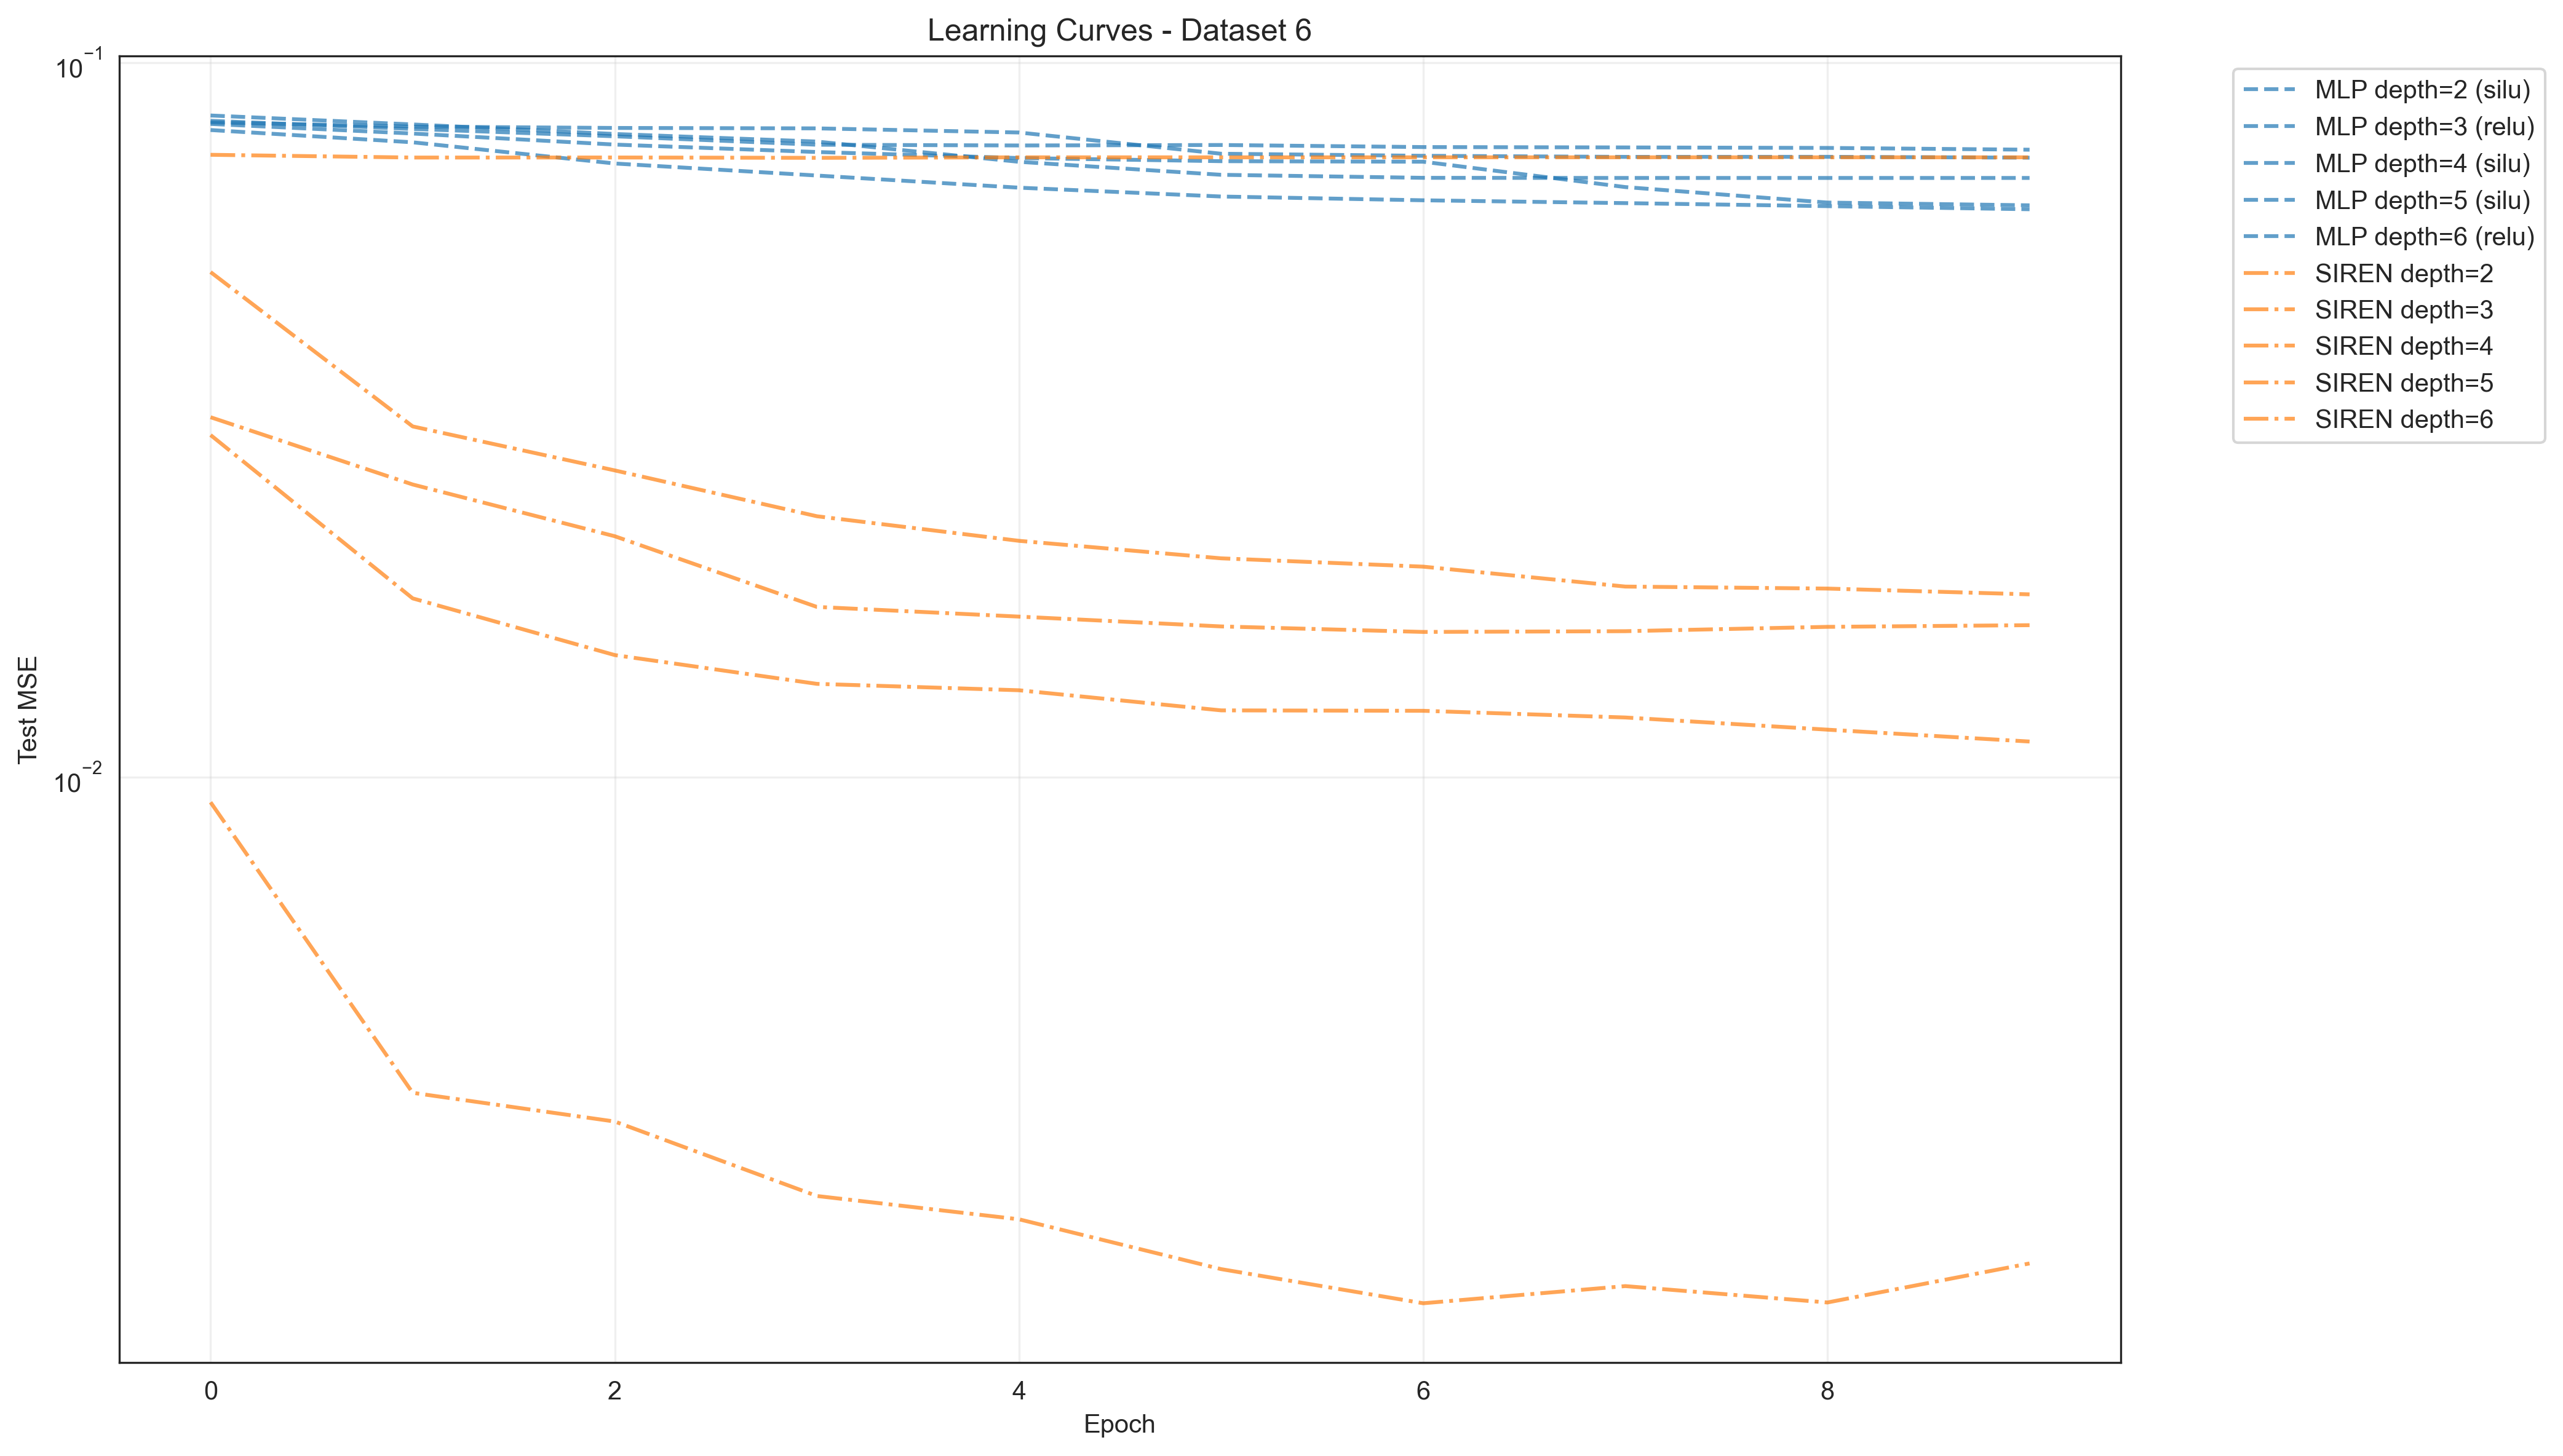 Learning Curves - Dataset 6
10⁻¹
10⁻²
Test MSE
0 2 4 6 8
Epoch
MLP depth=2 (silu)
MLP depth=3 (relu)
MLP depth=4 (silu)
MLP depth=5 (silu)
MLP depth=6 (relu)
SIREN depth=2
SIREN depth=3
SIREN depth=4
SIREN depth=5
SIREN depth=6